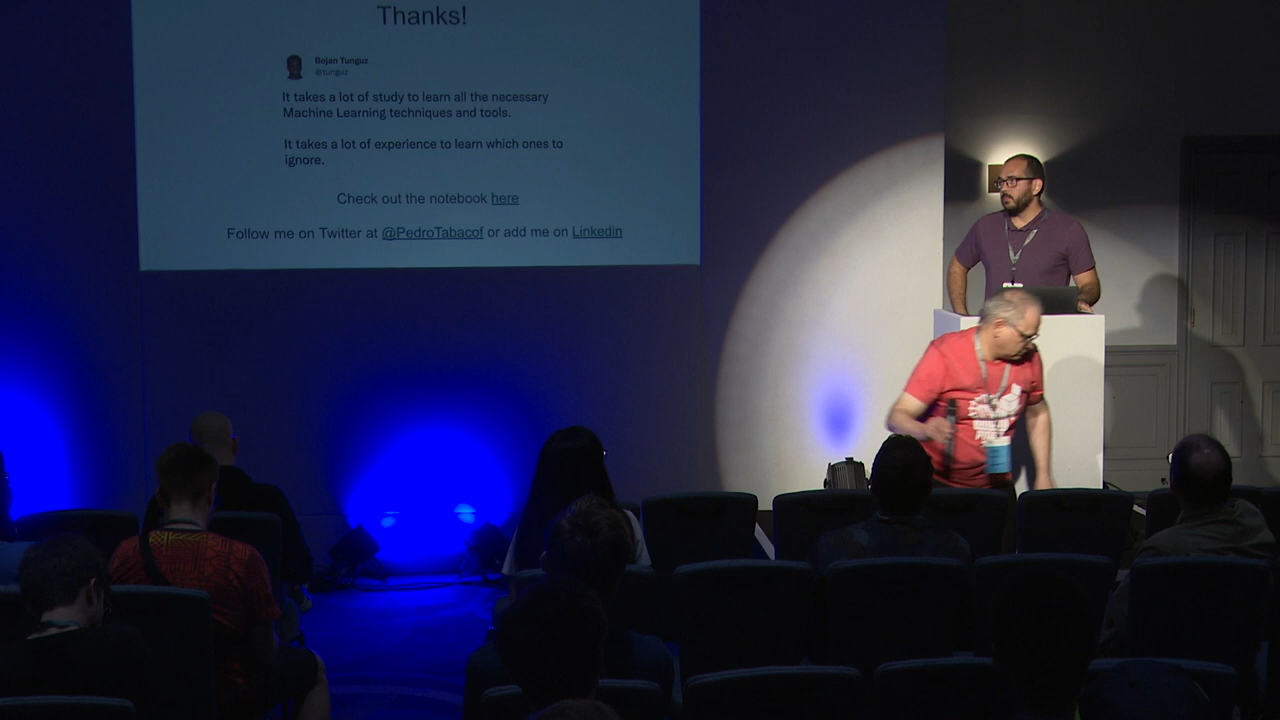 Thanks!
Bojan Tunguz
@tunguz
It takes a lot of study to learn all the necessary
Machine Learning techniques and tools.
It takes a lot of experience to learn which ones to
ignore.
Check out the notebook here
Follow me on Twitter at @PedroTabacof or add me on Linkedin